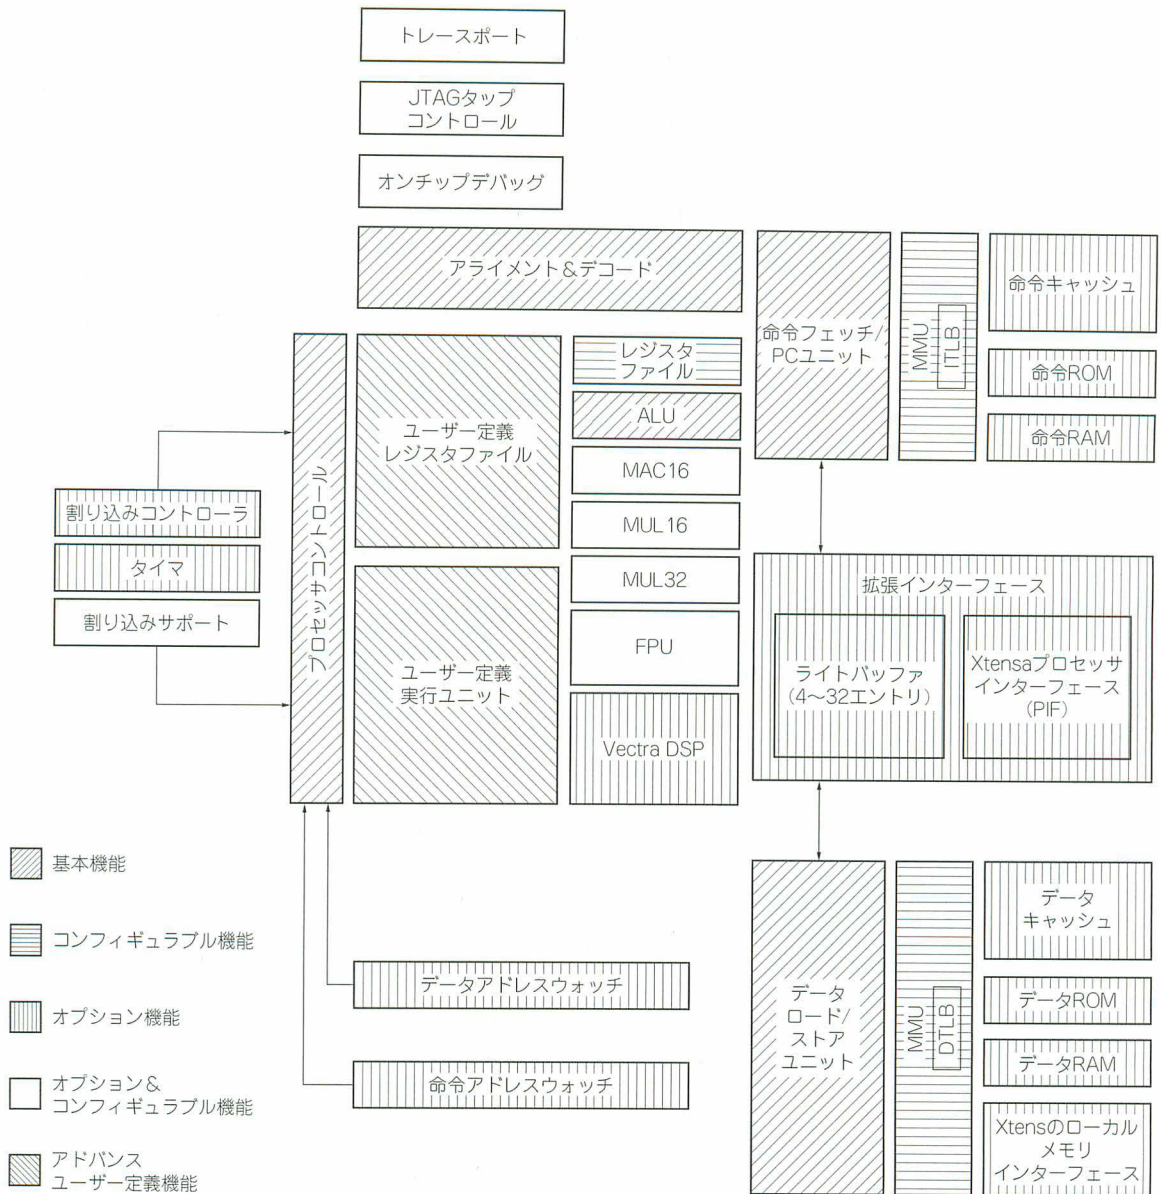 トレースポート
JTAGタップ
コントロール
オンチップデバッグ
アライメント&デコード
命令フェッチ/
PCユニット
MMU
ITLB
命令キャッシュ
命令ROM
命令RAM
プロセッサコントロール
ユーザー定義
レジスタファイル
レジスタ
ファイル
ALU
MAC16
MUL16
MUL32
FPU
Vectra DSP
ユーザー定義
実行ユニット
割り込みコントローラ
タイマ
割り込みサポート
拡張インターフェース
ライトバッファ
(4〜32エントリ)
Xtensaプロセッサ
インターフェース
(PIF)
基本機能
コンフィギュラブル機能
オプション機能
オプション&
コンフィギュラブル機能
アドバンス
ユーザー定義機能
データアドレスウォッチ
命令アドレスウォッチ
データ
ロード/
ストア
ユニット
MMU
DTLB
データ
キャッシュ
データROM
データRAM
Xtensのローカル
メモリ
インターフェース